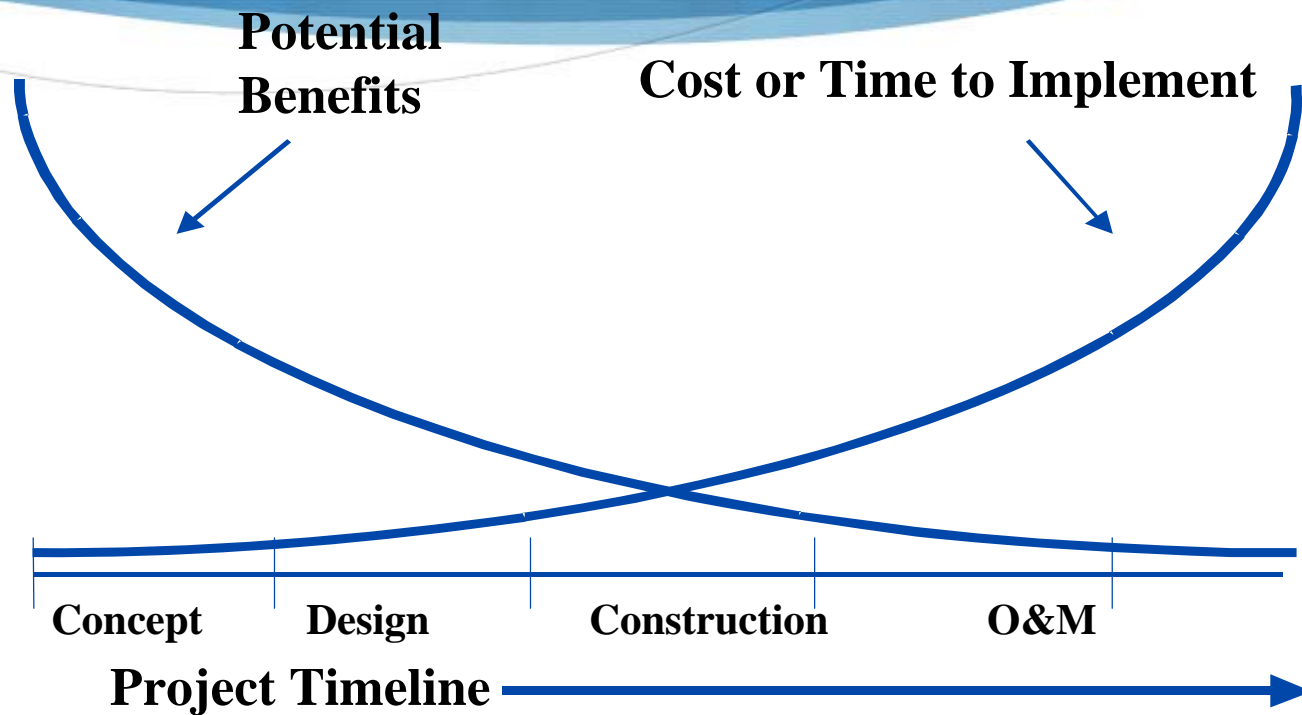 Potential
Benefits
Cost or Time to Implement
Concept
Design
Construction
O&M
Project Timeline